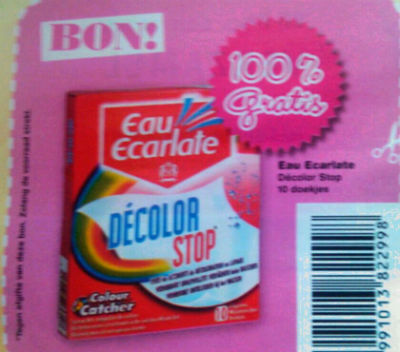 BON!
100 %
Gratis
Eau
Ecarlate
DÉCOLOR
STOP
Colour
Catcher
10
Eau Ecarlate
Décolor Stop
10 doekjes
*Tegen afgifte van deze bon. Zolang de voorraad strekt.
991013 822998